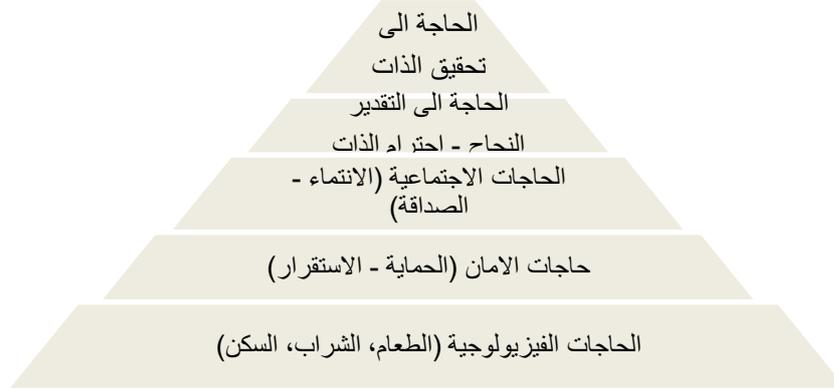 الحاجة الى
تحقيق الذات
الحاجة الى التقدير
النجاح - احترام الذات
الحاجات الاجتماعية (الانتماء -
الصداقة)
حاجات الامان (الحماية - الاستقرار)
الحاجات الفيزيولوجية (الطعام، الشراب، السكن)